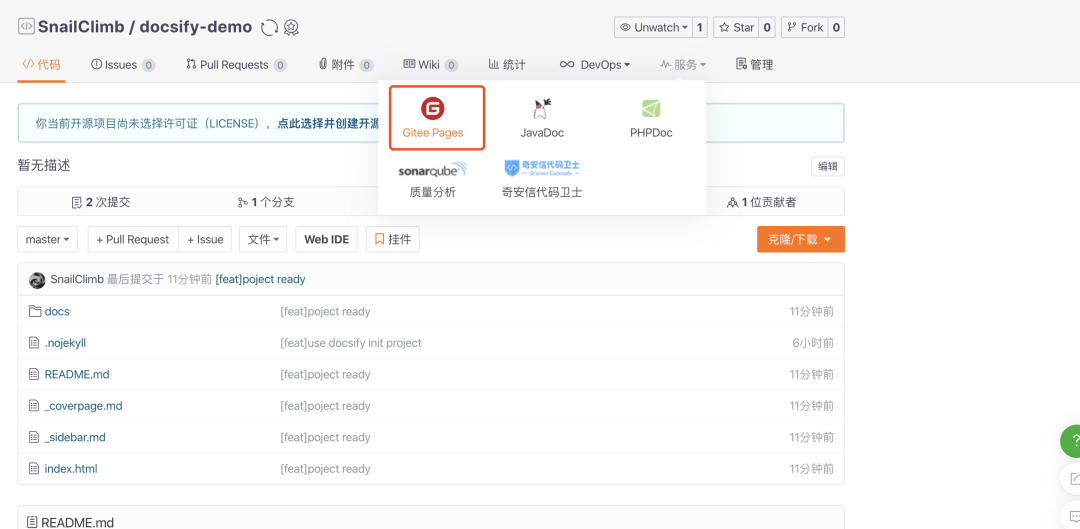 SnailClimb / docsify-demo
Unwatch 1 Star 0 Fork 0
代码 Issues 0 Pull Requests 0 附件 0 Wiki 0 统计 DevOps 服务 管理
Gitee Pages JavaDoc PHPDoc
你当前开源项目尚未选择许可证（LICENSE），点此选择并创建开源
sonarqube 奇安信代码卫士
Qi'anxin Codesafe
质量分析 奇安信代码卫士
暂无描述 编辑
2 次提交 1 个分支 1 位贡献者
master + Pull Request + Issue 文件 Web IDE 挂件 克隆/下载
SnailClimb 最后提交于 11分钟前 [feat]poject ready
docs [feat]poject ready 11分钟前
.nojekyll [feat]use docsify init project 6小时前
README.md [feat]poject ready 11分钟前
_coverpage.md [feat]poject ready 11分钟前
_sidebar.md [feat]poject ready 11分钟前
index.html [feat]poject ready 11分钟前
?
README.md